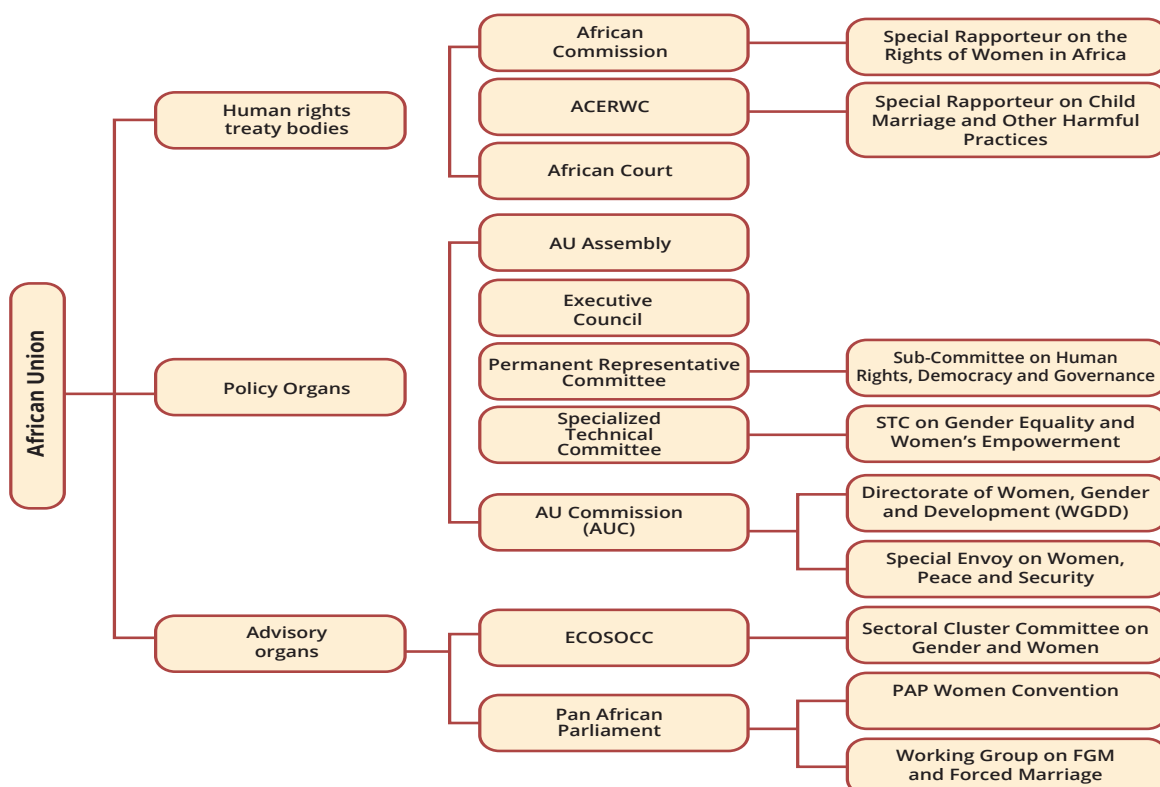 African Union
Human rights
treaty bodies
African
Commission
Special Rapporteur on the
Rights of Women in Africa
ACERWC
Special Rapporteur on Child
Marriage and Other Harmful
Practices
African Court
Policy Organs
AU Assembly
Executive
Council
Permanent Representative
Committee
Sub-Committee on Human
Rights, Democracy and Governance
Specialized
Technical
Committee
STC on Gender Equality and
Women’s Empowerment
AU Commission
(AUC)
Directorate of Women, Gender
and Development (WGDD)
Special Envoy on Women,
Peace and Security
Advisory
organs
ECOSOCC
Sectoral Cluster Committee on
Gender and Women
Pan African
Parliament
PAP Women Convention
Working Group on FGM
and Forced Marriage